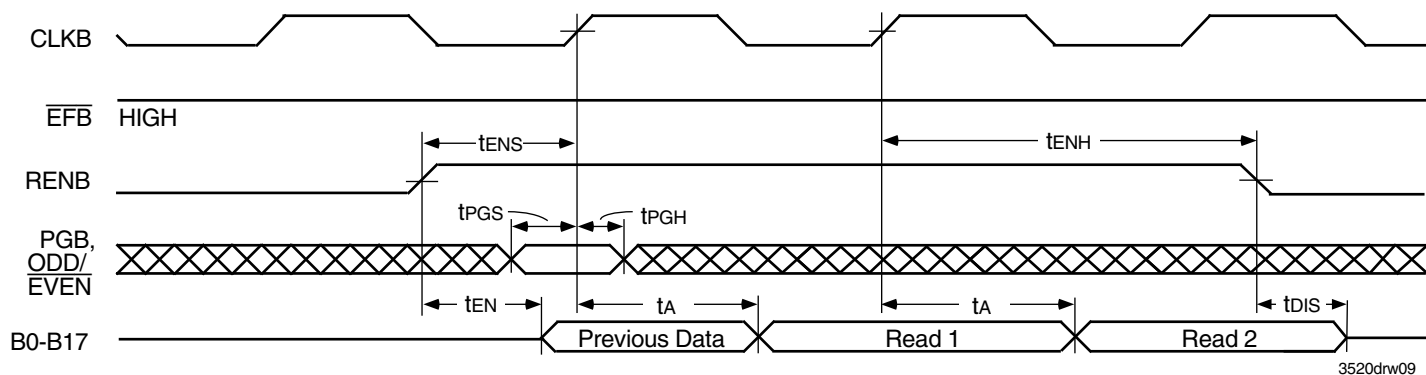 CLKB
EFB HIGH
tENS tENH
RENB
tPGS tPGH
PGB,
ODD/
EVEN
tEN tA tA tDIS
B0-B17 Previous Data Read 1 Read 2
3520drw09